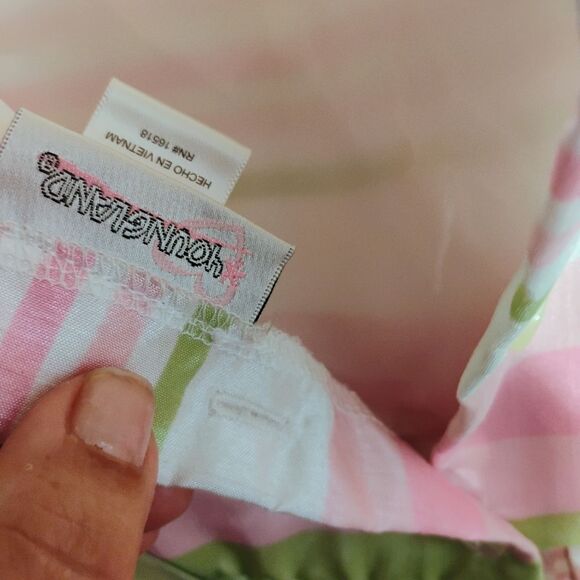 YOUNGLAND®
HECHO EN VIETNAM
RN# 16518